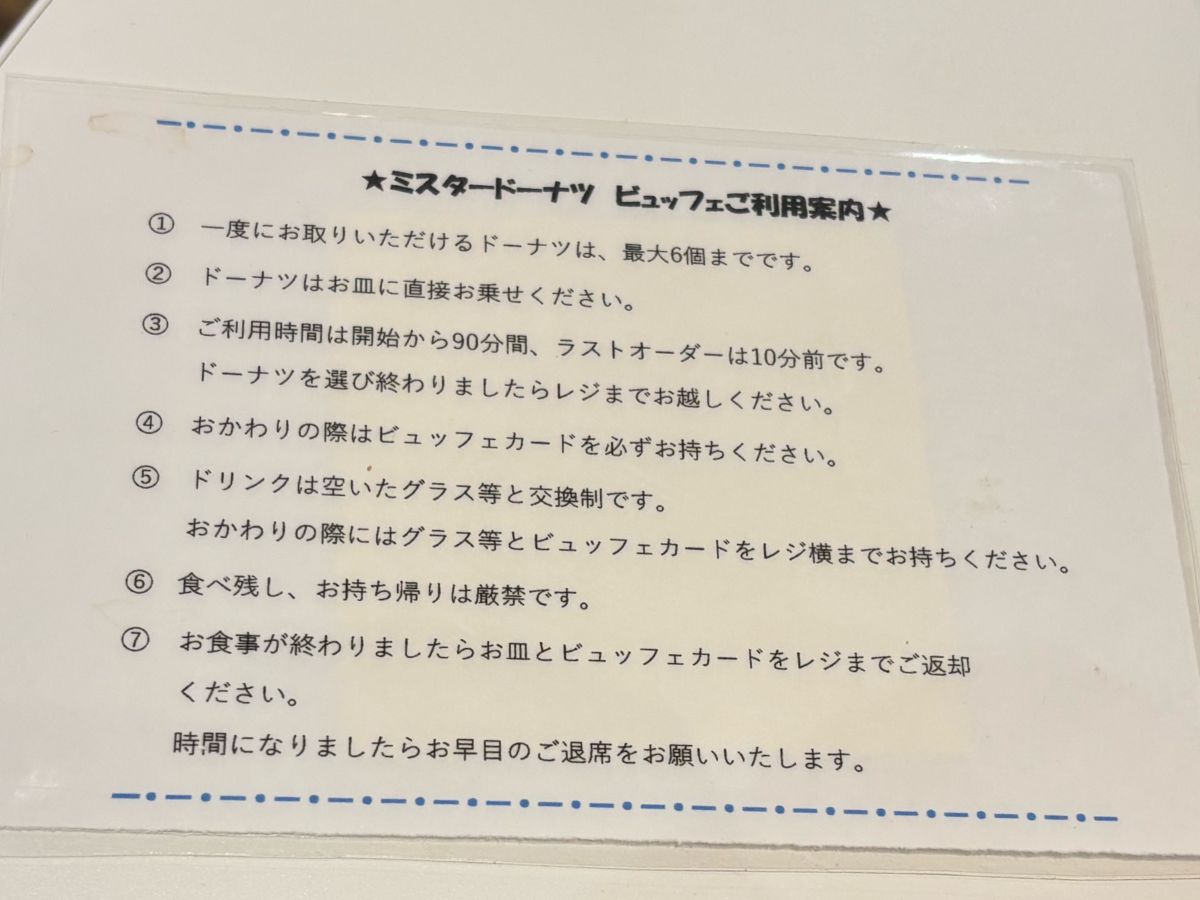 ★ミスタードーナツ ビュッフェご利用案内★
① 一度にお取りいただけるドーナツは、最大6個までです。
② ドーナツはお皿に直接お乗せください。
③ ご利用時間は開始から90分間、ラストオーダーは10分前です。
ドーナツを選び終わりましたらレジまでお越しください。
④ おかわりの際はビュッフェカードを必ずお持ちください。
⑤ ドリンクは空いたグラス等と交換制です。
おかわりの際にはグラス等とビュッフェカードをレジ横までお持ちください。
⑥ 食べ残し、お持ち帰りは厳禁です。
⑦ お食事が終わりましたらお皿とビュッフェカードをレジまでご返却
ください。
時間になりましたらお早目のご退席をお願いいたします。